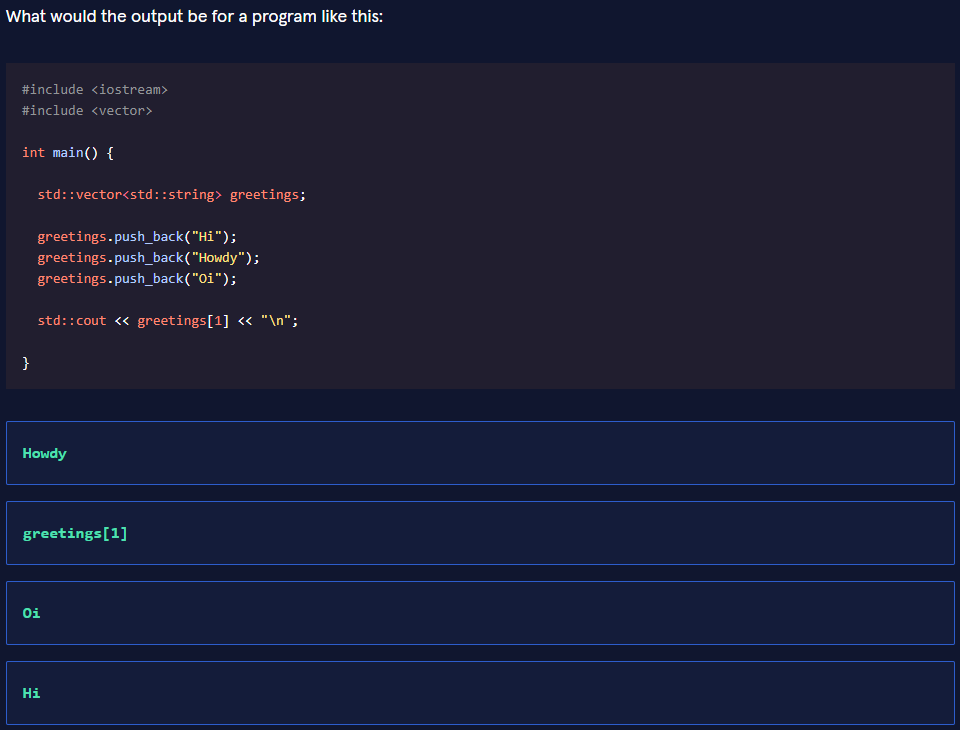 What would the output be for a program like this:
#include <iostream>
#include <vector>
int main() {
std::vector<std::string> greetings;
greetings.push_back("Hi");
greetings.push_back("Howdy");
greetings.push_back("Oi");
std::cout << greetings[1] << "\n";
}
Howdy
greetings[1]
Oi
Hi